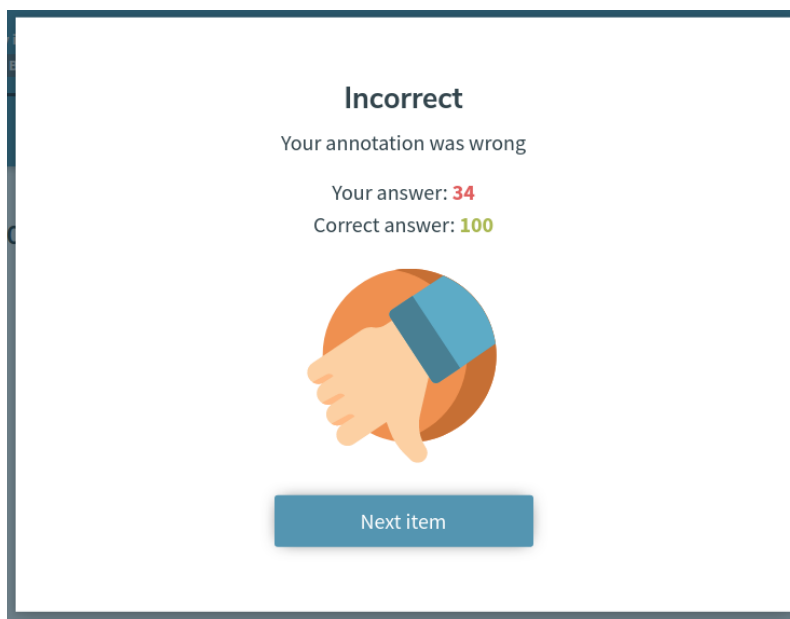 Incorrect
Your annotation was wrong
Your answer: 34
Correct answer: 100
Next item